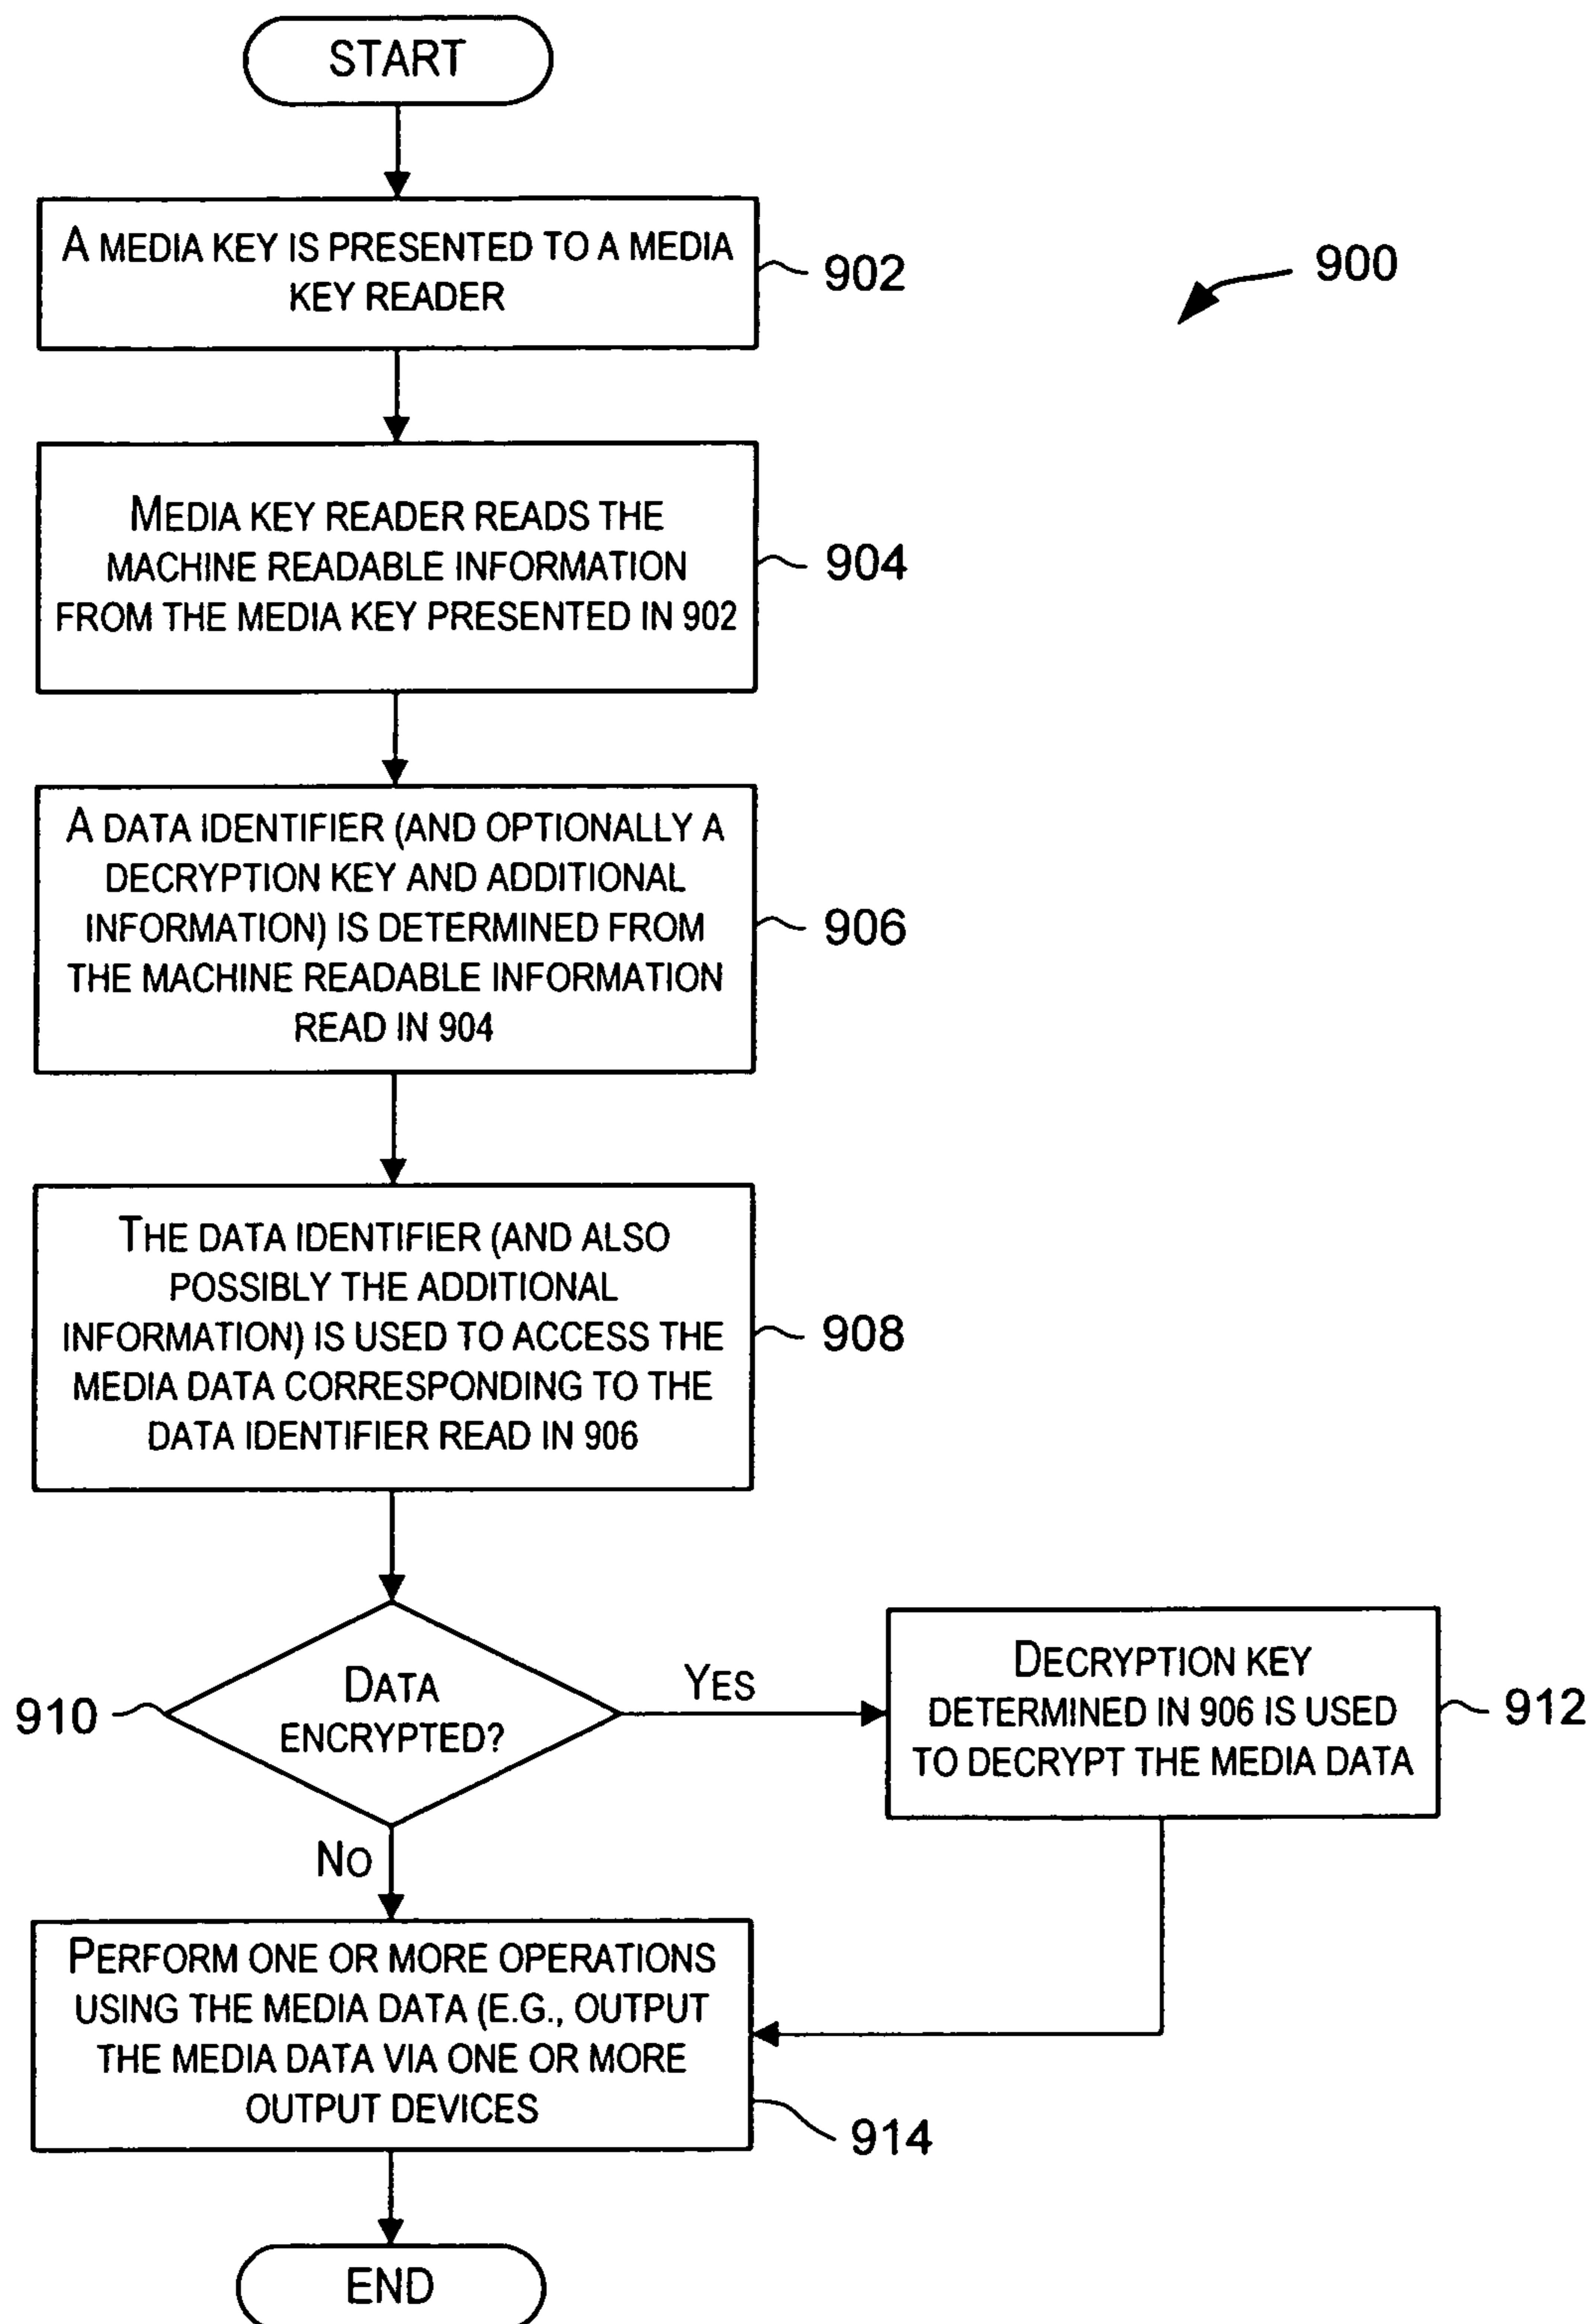 START
A MEDIA KEY IS PRESENTED TO A MEDIA
KEY READER
902
900
MEDIA KEY READER READS THE
MACHINE READABLE INFORMATION
FROM THE MEDIA KEY PRESENTED IN 902
904
A DATA IDENTIFIER (AND OPTIONALLY A
DECRYPTION KEY AND ADDITIONAL
INFORMATION) IS DETERMINED FROM
THE MACHINE READABLE INFORMATION
READ IN 904
906
THE DATA IDENTIFIER (AND ALSO
POSSIBLY THE ADDITIONAL
INFORMATION) IS USED TO ACCESS THE
MEDIA DATA CORRESPONDING TO THE
DATA IDENTIFIER READ IN 906
908
910
DATA
ENCRYPTED?
YES
DECRYPTION KEY
DETERMINED IN 906 IS USED
TO DECRYPT THE MEDIA DATA
912
NO
PERFORM ONE OR MORE OPERATIONS
USING THE MEDIA DATA (E.G., OUTPUT
THE MEDIA DATA VIA ONE OR MORE
OUTPUT DEVICES
914
END